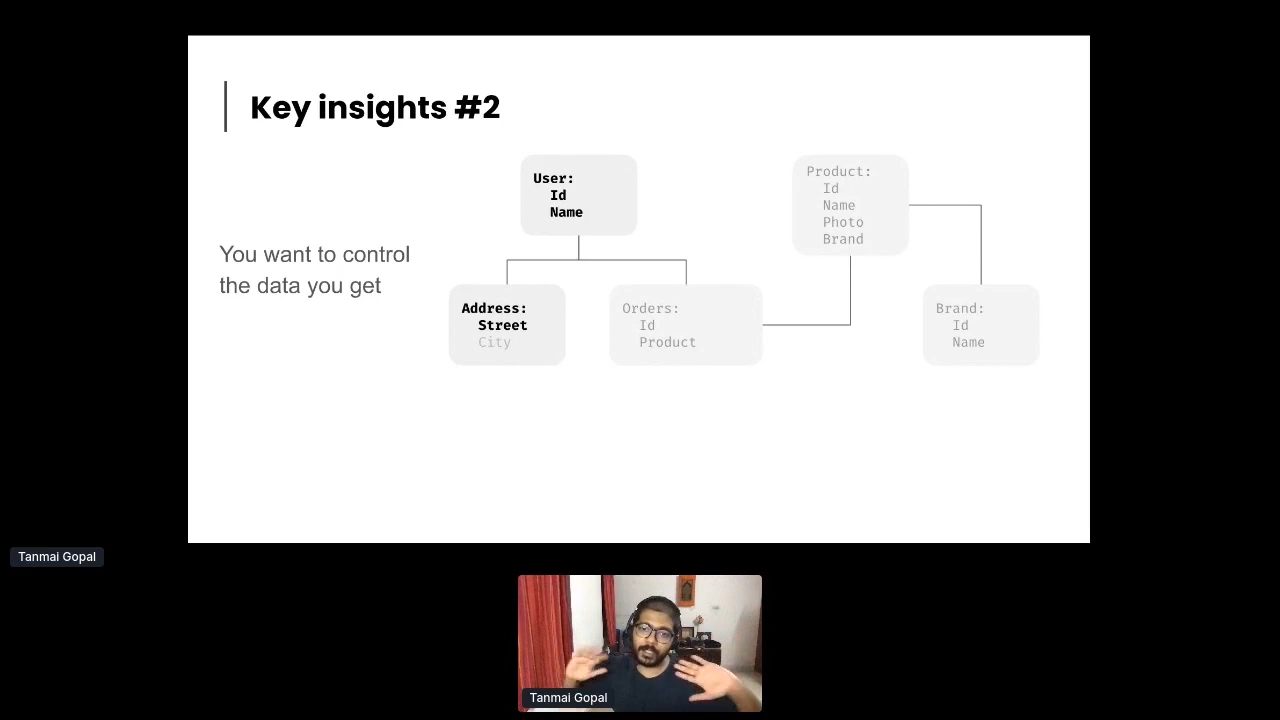 Key insights #2
You want to control
the data you get
User:
Id
Name
Address:
Street
City
Orders:
Id
Product
Product:
Id
Name
Photo
Brand
Brand:
Id
Name
Tanmai Gopal
Tanmai Gopal